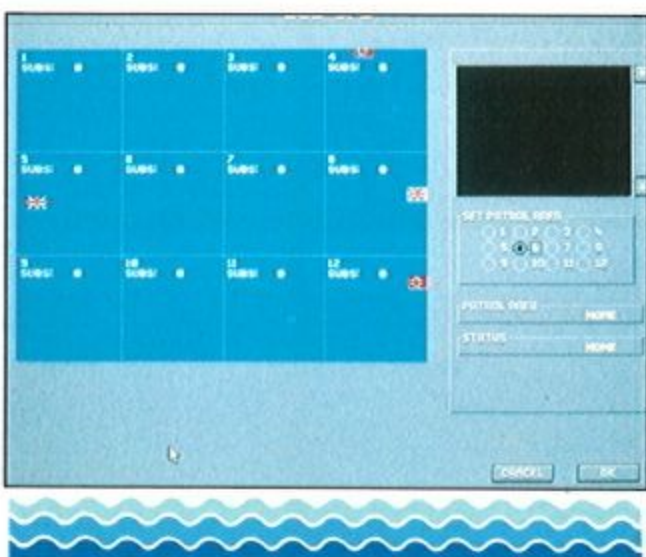 1 2 3 4
SUBS: 0 SUBS: 0 SUBS: 0 SUBS: 0
5 6 7 8
SUBS: 0 SUBS: 0 SUBS: 0 SUBS: 0
9 10 11 12
SUBS: 0 SUBS: 0 SUBS: 0 SUBS: 0
SET PATROL AREA
1 2 3 4
5 6 7 8
9 10 11 12
PATROL AREA
NONE
STATUS
NONE
CANCEL OK